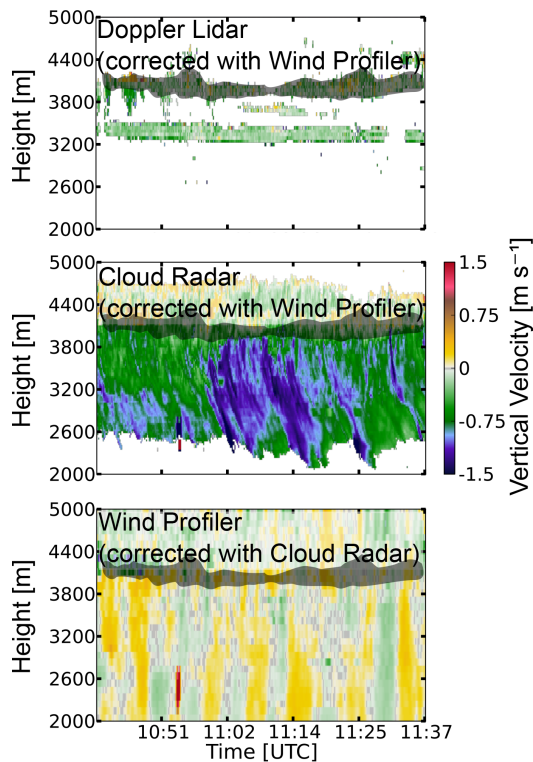 5000
Doppler Lidar
4400
(corrected with Wind Profiler)
3800
3200
2600
2000
Height [m]
5000
Cloud Radar
4400
(corrected with Wind Profiler)
3800
3200
2600
2000
Height [m]
1.5
0.75
0
-0.75
-1.5
Vertical Velocity [m s⁻¹]
5000
Wind Profiler
4400
(corrected with Cloud Radar)
3800
3200
2600
2000
Height [m]
10:51 11:02 11:14 11:25 11:37
Time [UTC]